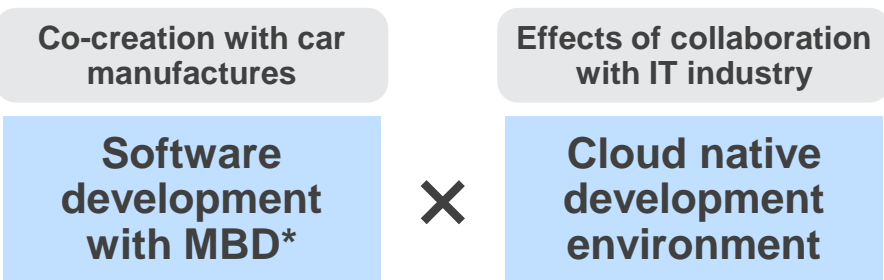 Co-creation with car
manufactures
Effects of collaboration
with IT industry
Software
development
with MBD*
×
Cloud native
development
environment